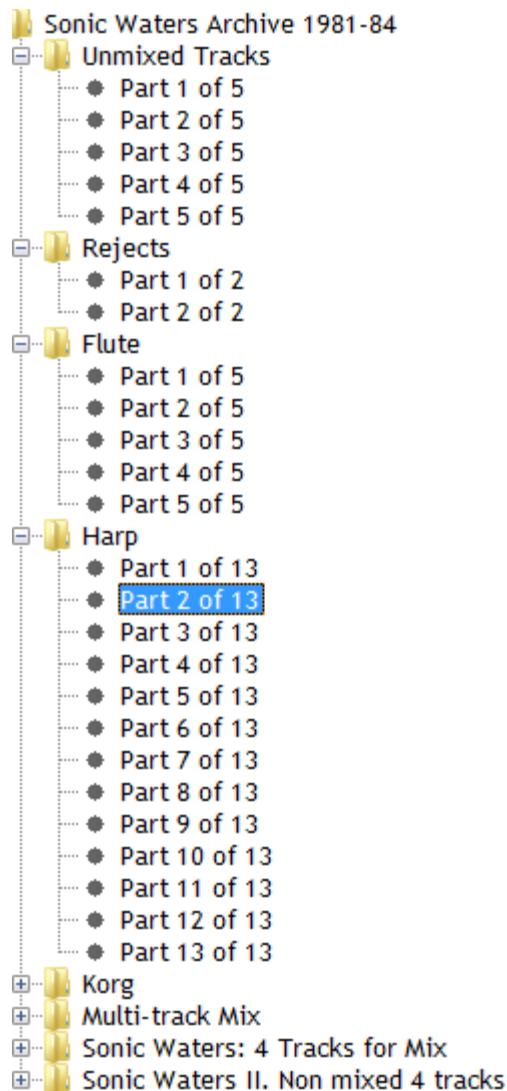 Sonic Waters Archive 1981-84
Unmixed Tracks
Part 1 of 5
Part 2 of 5
Part 3 of 5
Part 4 of 5
Part 5 of 5
Rejects
Part 1 of 2
Part 2 of 2
Flute
Part 1 of 5
Part 2 of 5
Part 3 of 5
Part 4 of 5
Part 5 of 5
Harp
Part 1 of 13
Part 2 of 13
Part 3 of 13
Part 4 of 13
Part 5 of 13
Part 6 of 13
Part 7 of 13
Part 8 of 13
Part 9 of 13
Part 10 of 13
Part 11 of 13
Part 12 of 13
Part 13 of 13
Korg
Multi-track Mix
Sonic Waters: 4 Tracks for Mix
Sonic Waters II. Non mixed 4 tracks